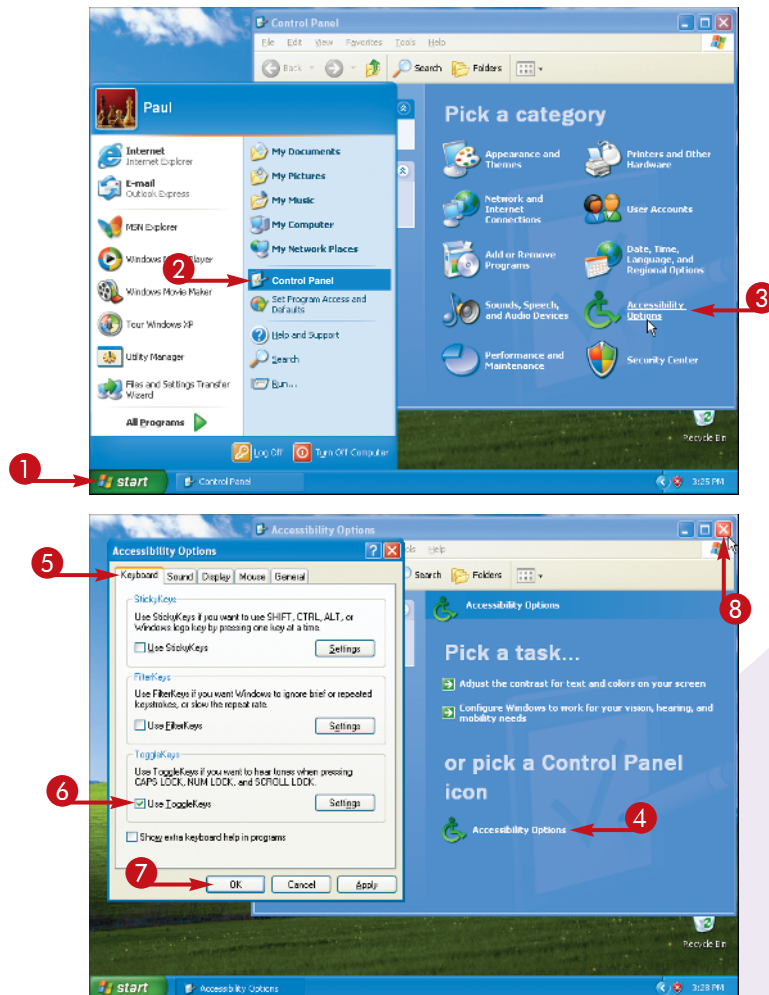 Control Panel
File Edit View Favorites Tools Help
Back Search Folders
Paul
Pick a category
Internet
Internet Explorer
E-mail
Outlook Express
MSN Explorer
Windows Player
Windows Movie Maker
Tour Windows XP
Utility Manager
Files and Settings Transfer
Wizard
All Programs
My Documents
My Pictures
My Music
My Computer
My Network Places
2
Control Panel
Set Program Access and
Defaults
Help and Support
Search
Run...
Appearance and
Themes
Printers and Other
Hardware
Network and
Internet
Connections
User Accounts
Add or Remove
Programs
Date, Time,
Language, and
Regional Options
Sounds, Speech,
and Audio Devices
Accessibility
Options
3
Performance and
Maintenance
Security Center
Recycle Bin
Log Off Turn Off Computer
1
start Control Panel 3:25 PM
Accessibility Options
Accessibility Options
ols Help
5
Keyboard Sound Display Mouse General
Search Folders
8
StickyKeys
Use StickyKeys if you want to use SHIFT, CTRL, ALT, or
Windows logo key by pressing one key at a time.
Use StickyKeys Settings
FilterKeys
Use FilterKeys if you want Windows to ignore brief or repeated
keystrokes, or slow the repeat rate.
Use FilterKeys Settings
ToggleKeys
Use ToggleKeys if you want to hear tones when pressing
CAPS LOCK, NUM LOCK, and SCROLL LOCK.
6
Use ToggleKeys Settings
Show extra keyboard help in programs
7
OK Cancel Apply
Accessibility Options
Pick a task...
Adjust the contrast for text and colors on your screen
Configure Windows to work for your vision, hearing, and
mobility needs
or pick a Control Panel
icon
Accessibility Options
4
Recycle Bin
start Accessibility Options 3:28 PM